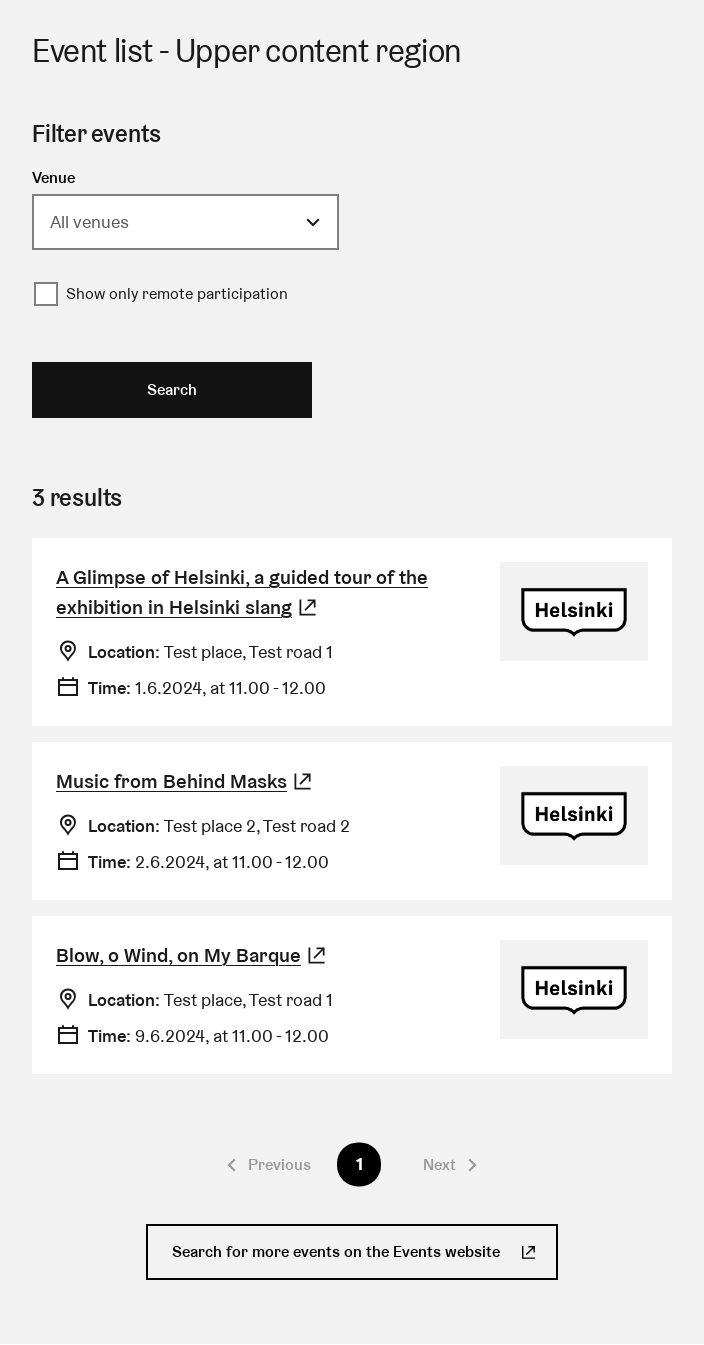 Event list - Upper content region
Filter events
Venue
All venues
Show only remote participation
Search
3 results
A Glimpse of Helsinki, a guided tour of the
exhibition in Helsinki slang
Helsinki
Location: Test place, Test road 1
Time: 1.6.2024, at 11.00 - 12.00
Music from Behind Masks
Helsinki
Location: Test place 2, Test road 2
Time: 2.6.2024, at 11.00 - 12.00
Blow, o Wind, on My Barque
Helsinki
Location: Test place, Test road 1
Time: 9.6.2024, at 11.00 - 12.00
Previous 1 Next
Search for more events on the Events website